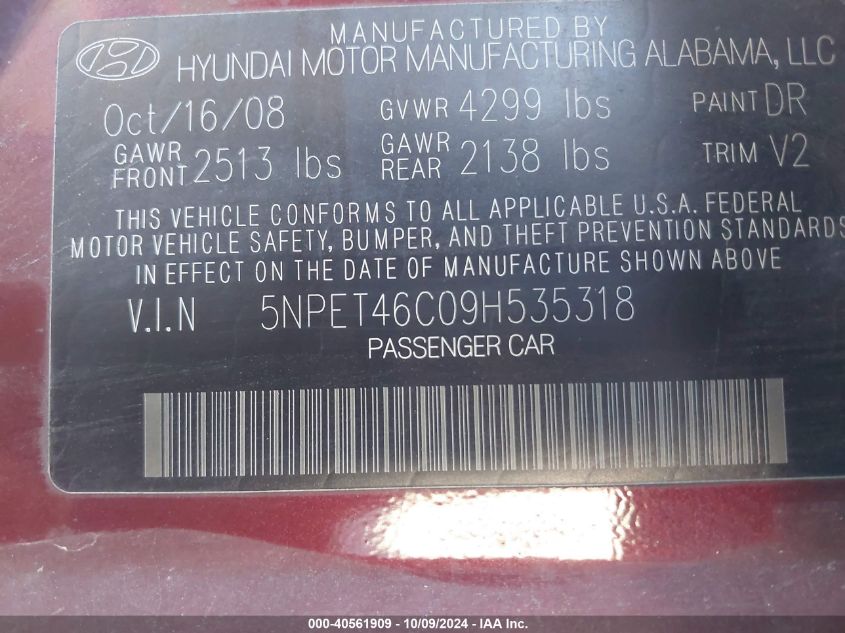 MANUFACTURED BY
HYUNDAI MOTOR MANUFACTURING ALABAMA, LLC
Oct/16/08 GVWR 4299 lbs PAINT DR
GAWR FRONT 2513 lbs GAWR REAR 2138 lbs TRIM V2
THIS VEHICLE CONFORMS TO ALL APPLICABLE U.S.A. FEDERAL
MOTOR VEHICLE SAFETY, BUMPER, AND THEFT PREVENTION STANDARDS
IN EFFECT ON THE DATE OF MANUFACTURE SHOWN ABOVE
V.I.N 5NPET46C09H535318
PASSENGER CAR
000-40561909 - 10/09/2024 - IAA Inc.